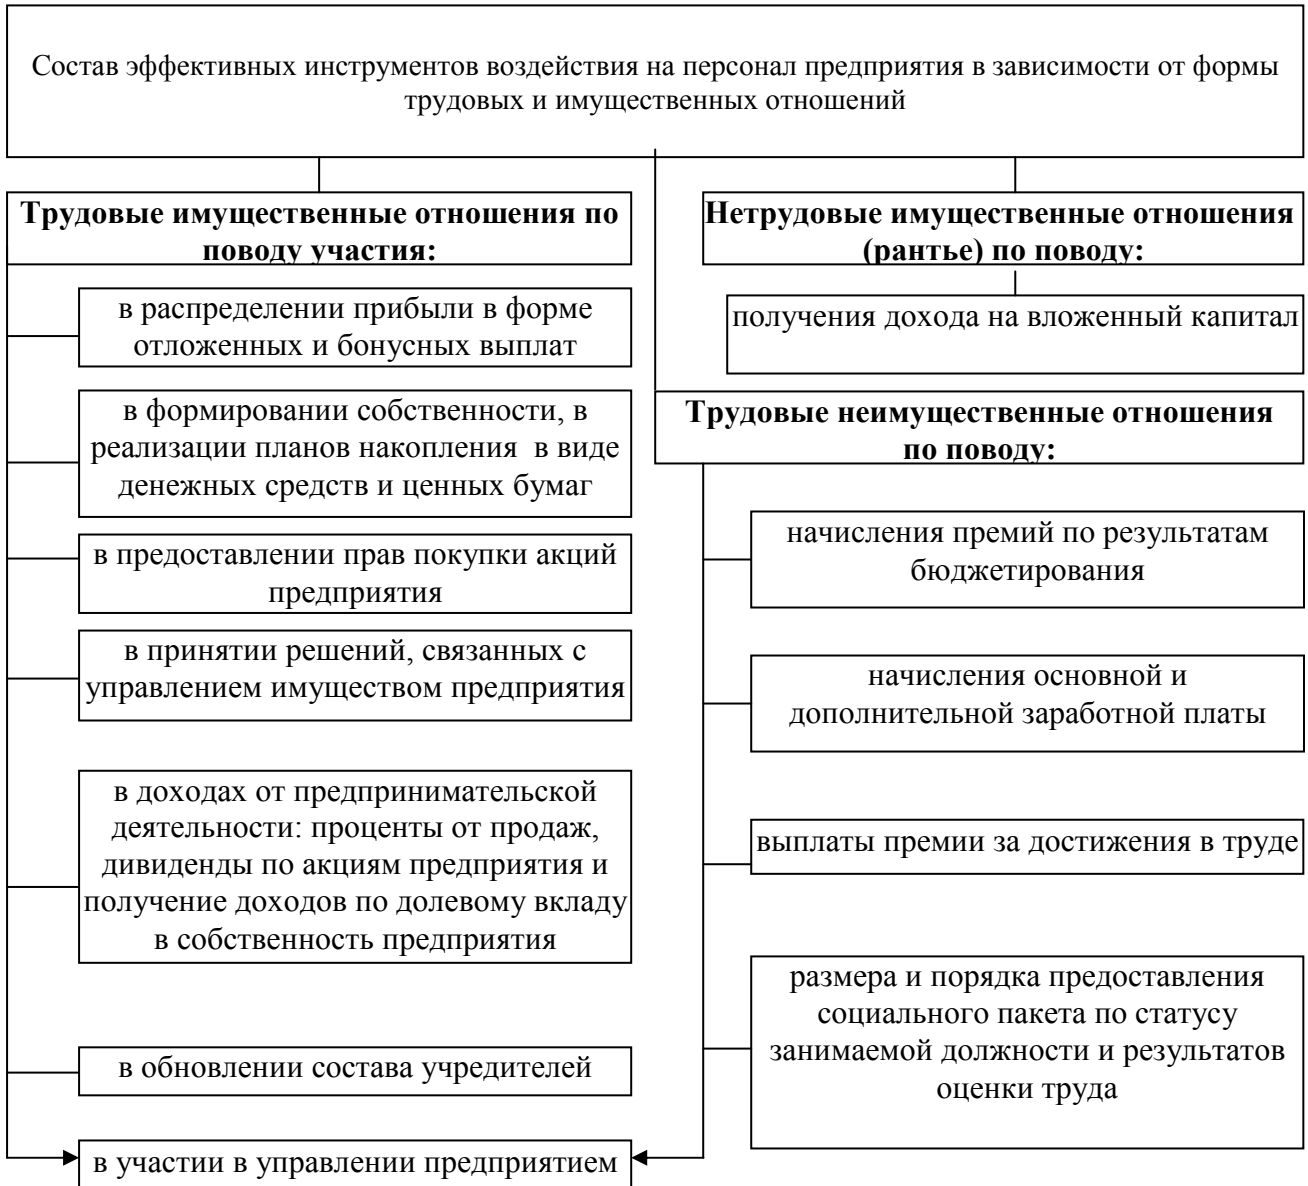 Состав эффективных инструментов воздействия на персонал предприятия в зависимости от формы
трудовых и имущественных отношений
Трудовые имущественные отношения по
поводу участия:
в распределении прибыли в форме
отложенных и бонусных выплат
в формировании собственности, в
реализации планов накопления в виде
денежных средств и ценных бумаг
в предоставлении прав покупки акций
предприятия
в принятии решений, связанных с
управлением имуществом предприятия
в доходах от предпринимательской
деятельности: проценты от продаж,
дивиденды по акциям предприятия и
получение доходов по долевому вкладу
в собственность предприятия
в обновлении состава учредителей
в участии в управлении предприятием
Нетрудовые имущественные отношения
(рантье) по поводу:
получения дохода на вложенный капитал
Трудовые неимущественные отношения
по поводу:
начисления премий по результатам
бюджетирования
начисления основной и
дополнительной заработной платы
выплаты премии за достижения в труде
размера и порядка предоставления
социального пакета по статусу
занимаемой должности и результатов
оценки труда